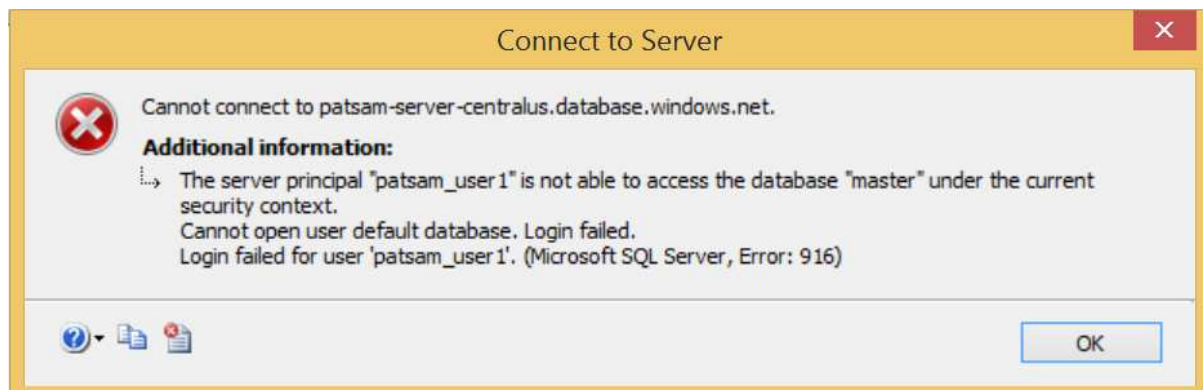 Connect to Server
Cannot connect to patsam-server-centralus.database.windows.net.
Additional information:
The server principal "patsam_user1" is not able to access the database "master" under the current
security context.
Cannot open user default database. Login failed.
Login failed for user 'patsam_user1'. (Microsoft SQL Server, Error: 916)
OK